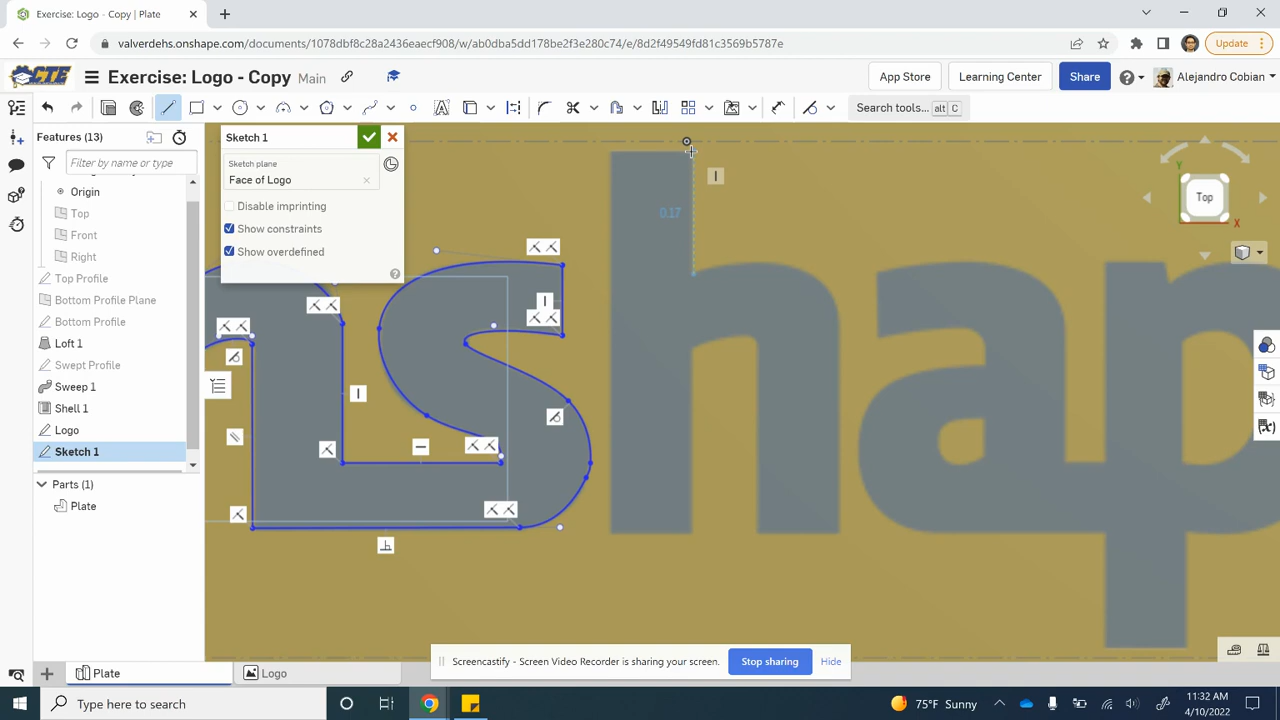 Exercise: Logo - Copy | Plate
valverdehs.onshape.com/documents/1078dbf8c28a2436eaecf908/w/ab0dba5dd178be2f3e280c74/e/8d2f49549fd81c3569b5787e
Update
CTE
Exercise: Logo - Copy Main
App Store
Learning Center
Share
Alejandro Cobian
Search tools... alt C
Features (13)
Filter by name or type
Origin
Top
Front
Right
Top Profile
Bottom Profile Plane
Bottom Profile
Loft 1
Swept Profile
Sweep 1
Shell 1
Logo
Sketch 1
Parts (1)
Plate
Sketch 1
Sketch plane
Face of Logo
Disable imprinting
Show constraints
Show overdefined
0.17
shap
Y
Top
X
Screencastify - Screen Video Recorder is sharing your screen.
Stop sharing
Hide
Plate
Logo
Type here to search
75°F Sunny
11:32 AM
4/10/2022